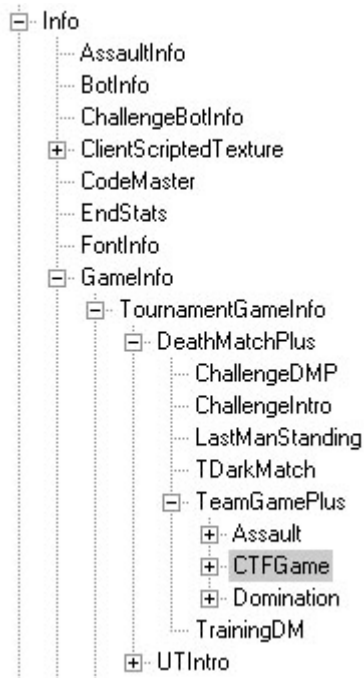 Info
AssaultInfo
BotInfo
ChallengeBotInfo
ClientScriptedTexture
CodeMaster
EndStats
FontInfo
GameInfo
TournamentGameInfo
DeathMatchPlus
ChallengeDMP
ChallengeIntro
LastManStanding
TDarkMatch
TeamGamePlus
Assault
CTFGame
Domination
TrainingDM
UTIntro